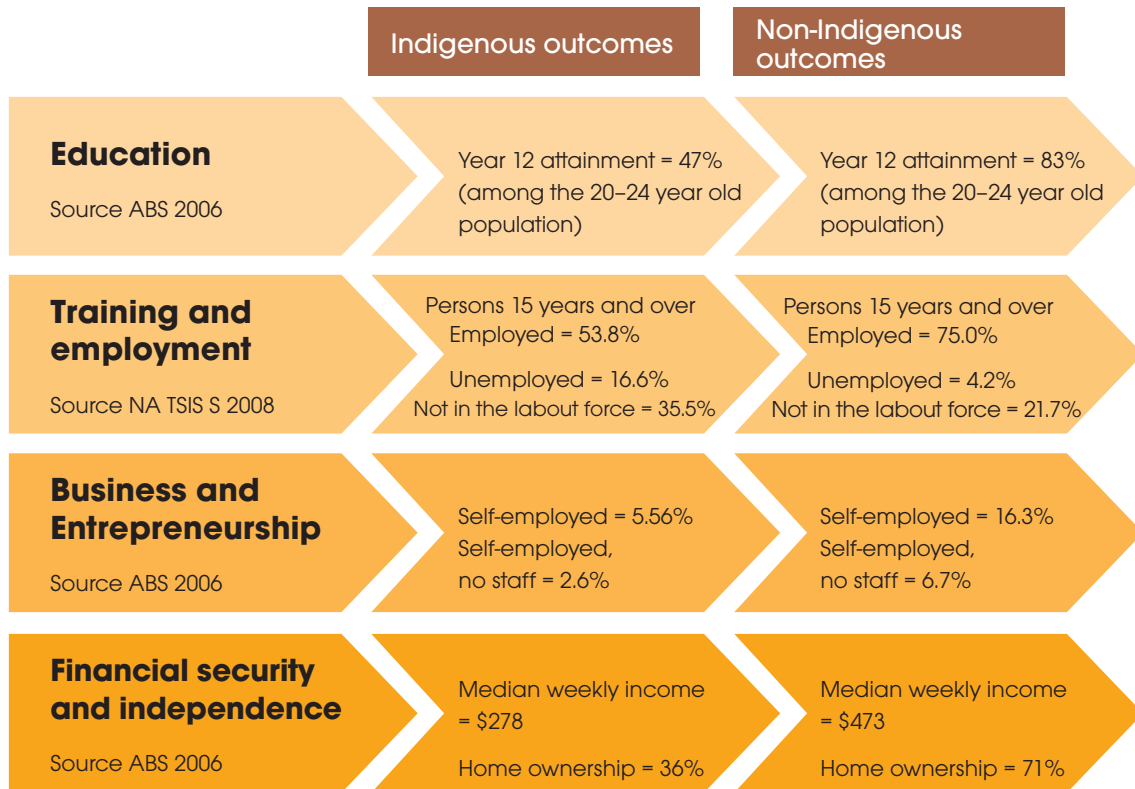 Indigenous outcomes
Non-Indigenous
outcomes
Education
Source ABS 2006
Year 12 attainment = 47%
(among the 20–24 year old
population)
Year 12 attainment = 83%
(among the 20–24 year old
population)
Training and
employment
Source NA TSIS S 2008
Persons 15 years and over
Employed = 53.8%
Unemployed = 16.6%
Not in the labout force = 35.5%
Persons 15 years and over
Employed = 75.0%
Unemployed = 4.2%
Not in the labout force = 21.7%
Business and
Entrepreneurship
Source ABS 2006
Self-employed = 5.56%
Self-employed,
no staff = 2.6%
Self-employed = 16.3%
Self-employed,
no staff = 6.7%
Financial security
and independence
Source ABS 2006
Median weekly income
= $278
Home ownership = 36%
Median weekly income
= $473
Home ownership = 71%